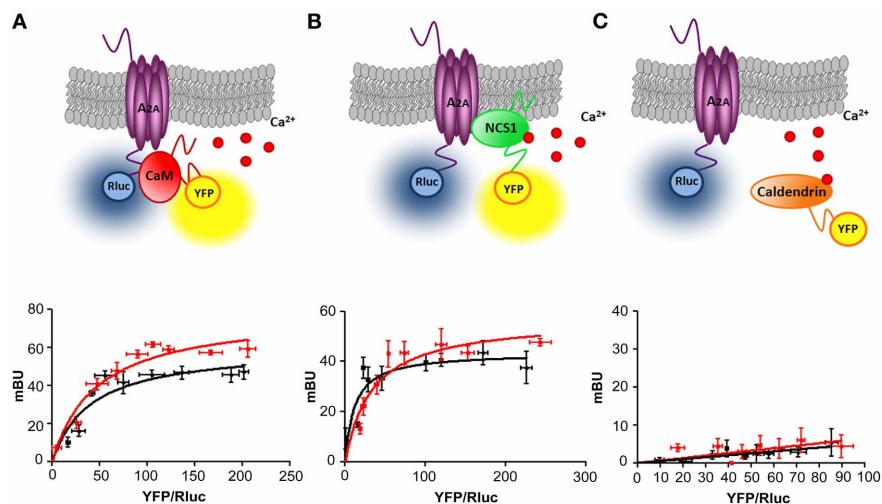 A
B
C
A2A
Ca2+
Rluc
CaM
YFP
A2A
NCS1
Ca2+
Rluc
YFP
A2A
Ca2+
Rluc
Caldendrin
YFP
80
60
40
20
0
mBU
0 50 100 150 200 250
YFP/Rluc
80
60
40
20
0
mBU
0 100 200 300
YFP/Rluc
40
30
20
10
0
mBU
0 10 20 30 40 50 60 70 80 90 100
YFP/Rluc